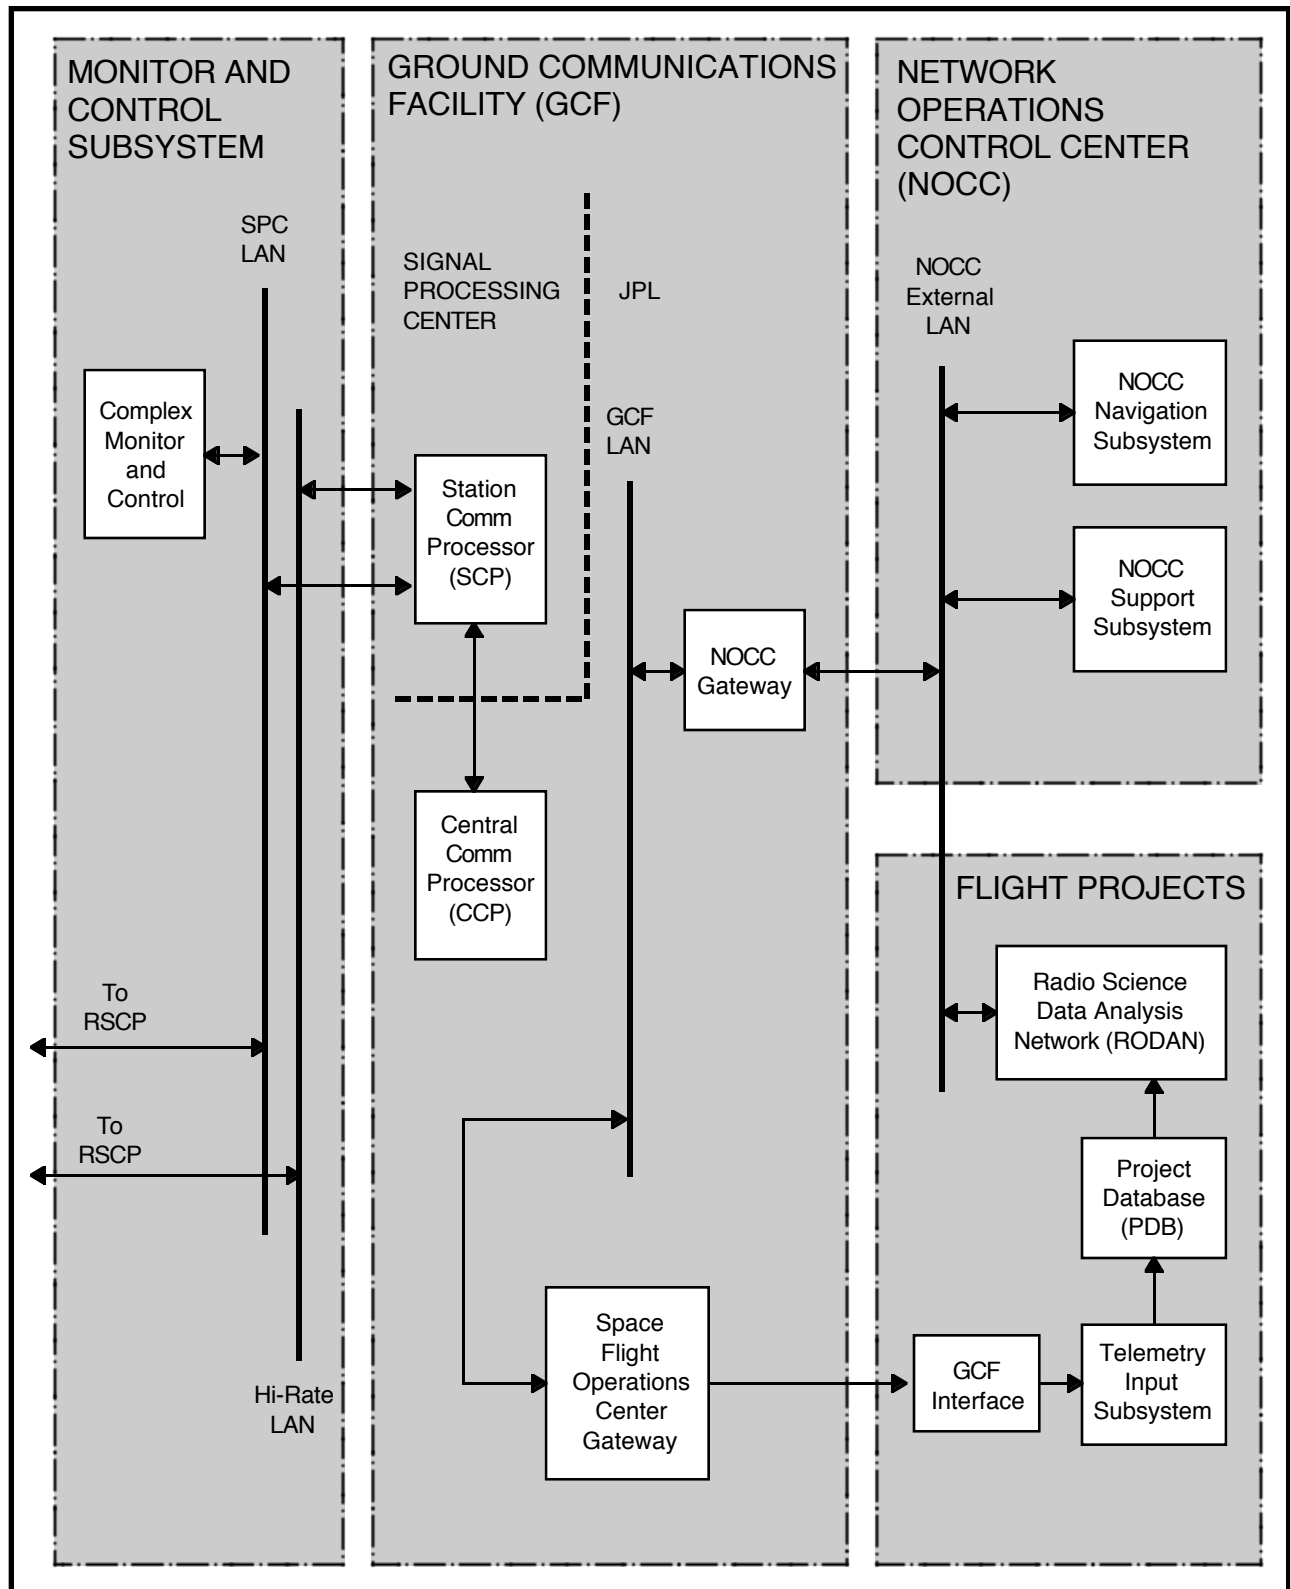 MONITOR AND
CONTROL
SUBSYSTEM
SPC
LAN
Complex
Monitor
and
Control
To
RSCP
To
RSCP
Hi-Rate
LAN
GROUND COMMUNICATIONS
FACILITY (GCF)
SIGNAL
PROCESSING
CENTER
JPL
GCF
LAN
Station
Comm
Processor
(SCP)
NOCC
Gateway
Central
Comm
Processor
(CCP)
Space
Flight
Operations
Center
Gateway
NETWORK
OPERATIONS
CONTROL CENTER
(NOCC)
NOCC
External
LAN
NOCC
Navigation
Subsystem
NOCC
Support
Subsystem
FLIGHT PROJECTS
Radio Science
Data Analysis
Network (RODAN)
Project
Database
(PDB)
GCF
Interface
Telemetry
Input
Subsystem